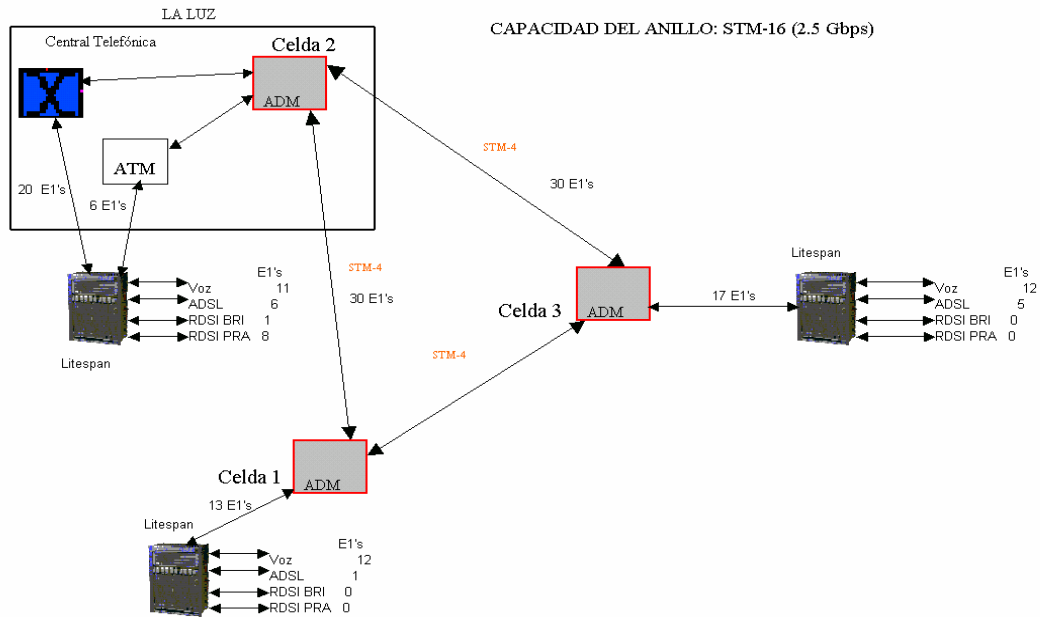 LA LUZ
CAPACIDAD DEL ANILLO: STM-16 (2.5 Gbps)
Central Telefónica
Celda 2
ADM
ATM
20 E1's
6 E1's
STM-4
30 E1's
STM-4
30 E1's
Litespan
E1's
Voz 11
ADSL 6
RDSI BRI 1
RDSI PRA 8
Celda 3
ADM
17 E1's
Litespan
E1's
Voz 12
ADSL 5
RDSI BRI 0
RDSI PRA 0
STM-4
Celda 1
ADM
13 E1's
Litespan
E1's
Voz 12
ADSL 1
RDSI BRI 0
RDSI PRA 0